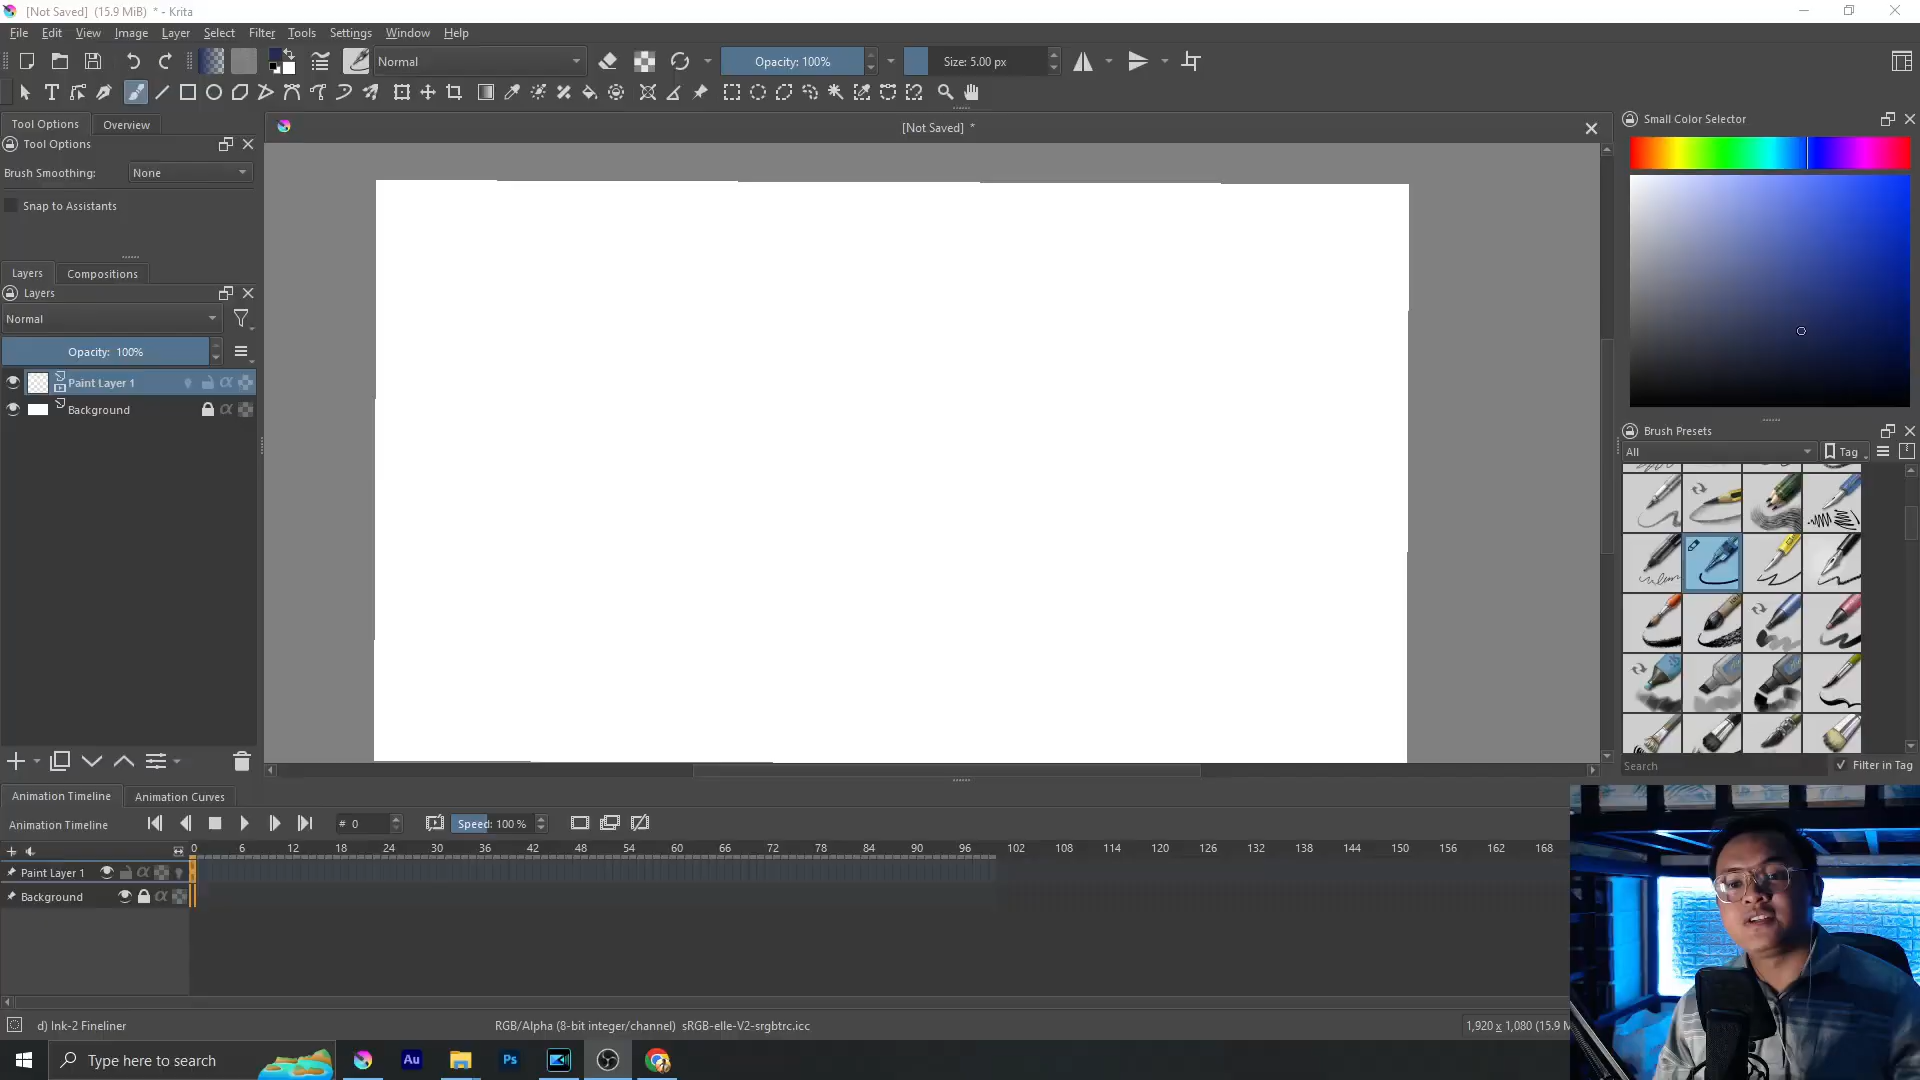 [Not Saved] (15.9 MiB) * - Krita
File Edit View Image Layer Select Filter Tools Settings Window Help
Normal
Opacity: 100%
Size: 5.00 px
Tool Options Overview
[Not Saved] *
Small Color Selector
Tool Options
Brush Smoothing: None
Snap to Assistants
Layers Compositions
Layers
Normal
Opacity: 100%
Paint Layer 1
Background
Brush Presets
All
Tag
Search
Filter in Tag
Animation Timeline Animation Curves
Animation Timeline
# 0
Speed: 100 %
0 6 12 18 24 30 36 42 48 54 60 66 72 78 84 90 96 102 108 114 120 126 132 138 144 150 156 162 168
Paint Layer 1
Background
d) Ink-2 Fineliner
RGB/Alpha (8-bit integer/channel) sRGB-elle-V2-srgbtrc.icc
1,920 x 1,080 (15.9 M
Type here to search
Au
Ps